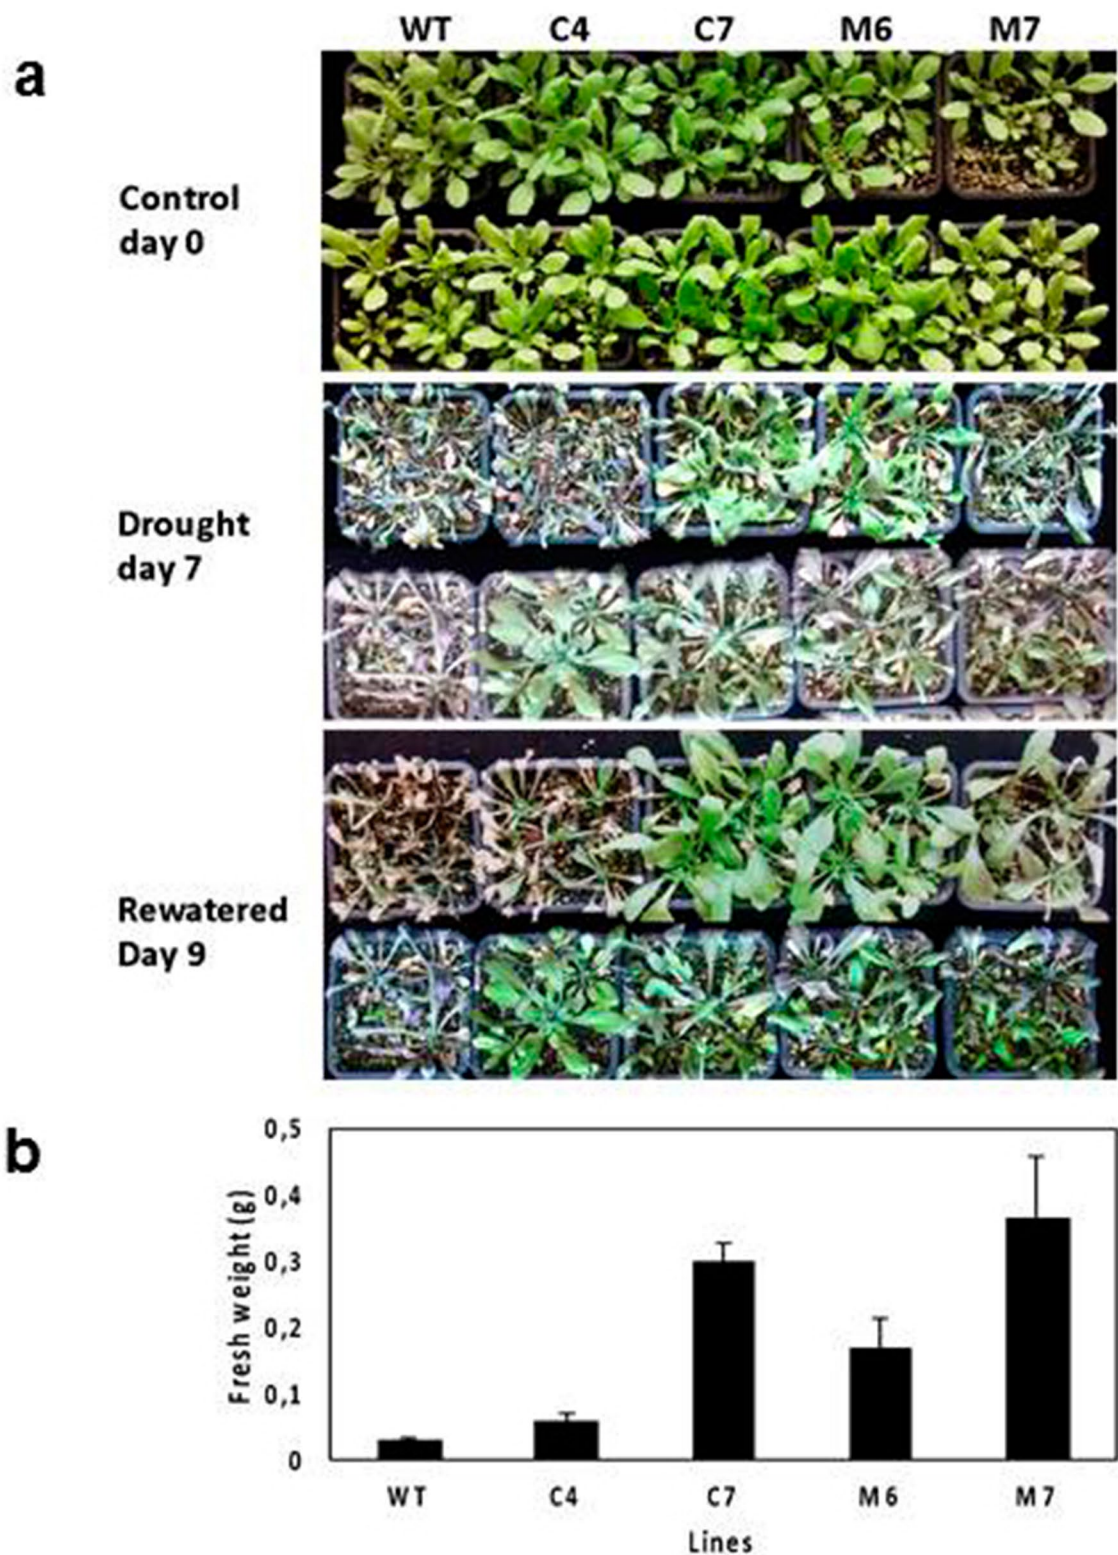 a
WT C4 C7 M6 M7
Control
day 0
Drought
day 7
Rewatered
Day 9
b
Fresh weight (g)
0,5
0,4
0,3
0,2
0,1
0
WT C4 C7 M6 M7
Lines